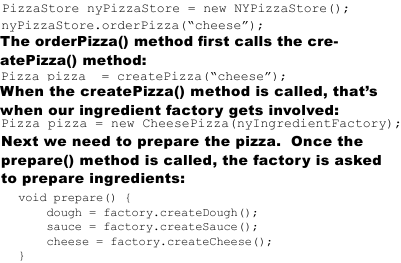 PizzaStore nyPizzaStore = new NYPizzaStore();
nyPizzaStore.orderPizza(“cheese”);
The orderPizza() method first calls the cre-
atePizza() method:
Pizza pizza  = createPizza(“cheese”);
When the createPizza() method is called, that’s
when our ingredient factory gets involved:
Pizza pizza = new CheesePizza(nyIngredientFactory);
Next we need to prepare the pizza.  Once the
prepare() method is called, the factory is asked
to prepare ingredients:
void prepare() {
    dough = factory.createDough();
    sauce = factory.createSauce();
    cheese = factory.createCheese();
}